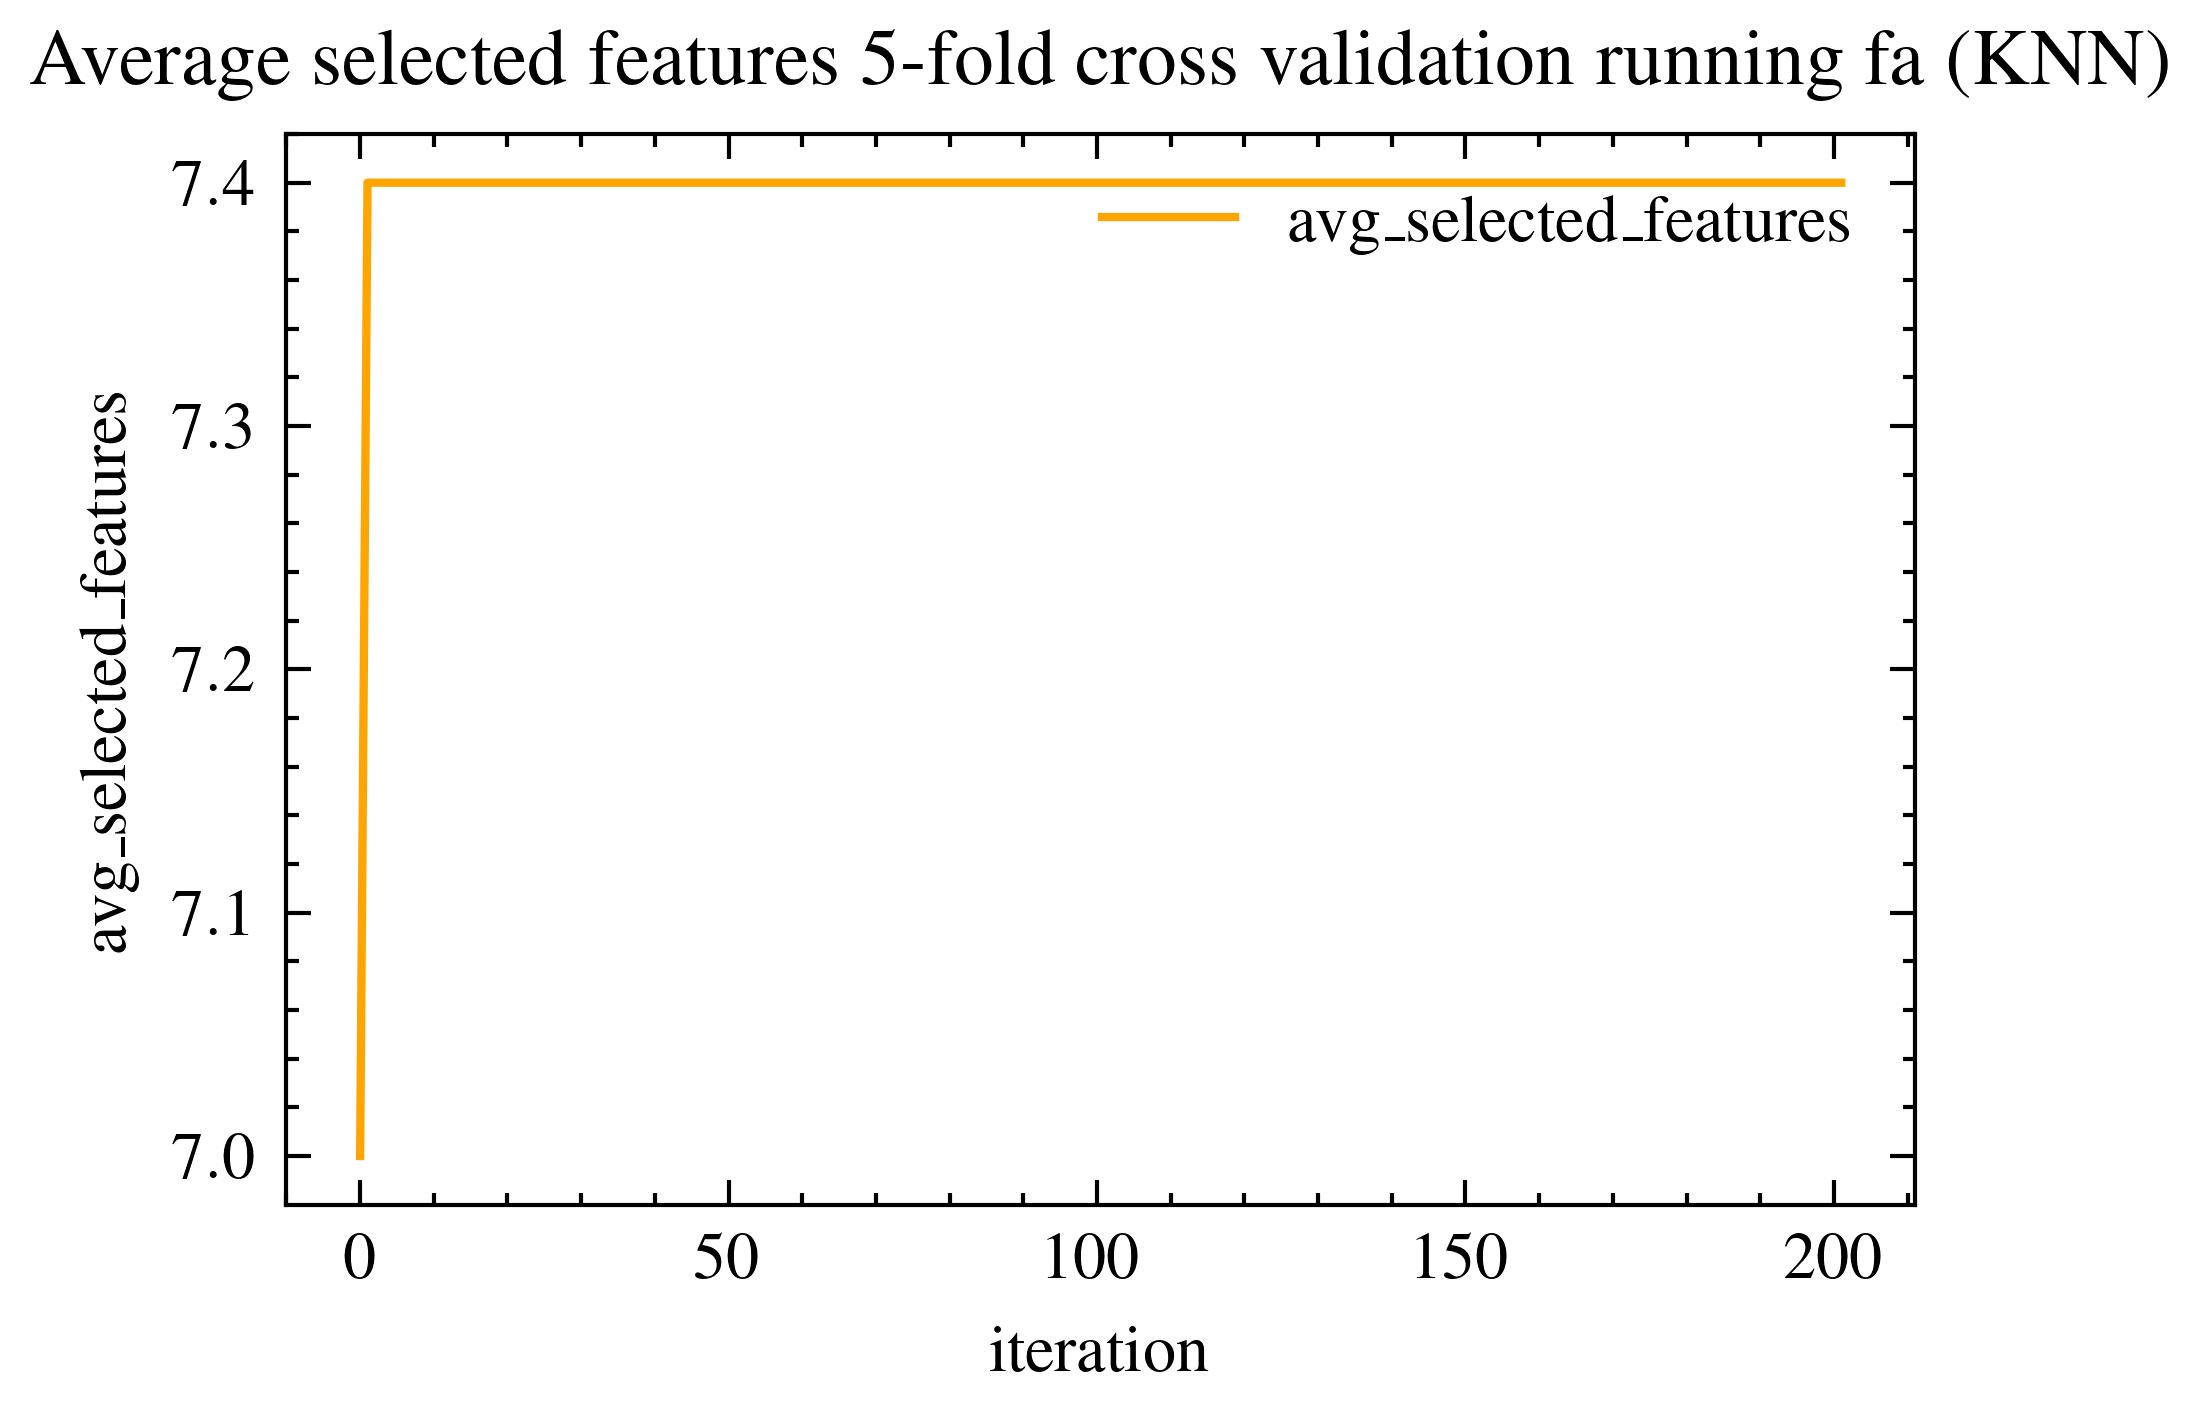 Average selected features 5-fold cross validation running fa (KNN)
7.4
avg_selected_features
7.3
7.2
7.1
7.0
avg_selected_features
0 50 100 150 200
iteration